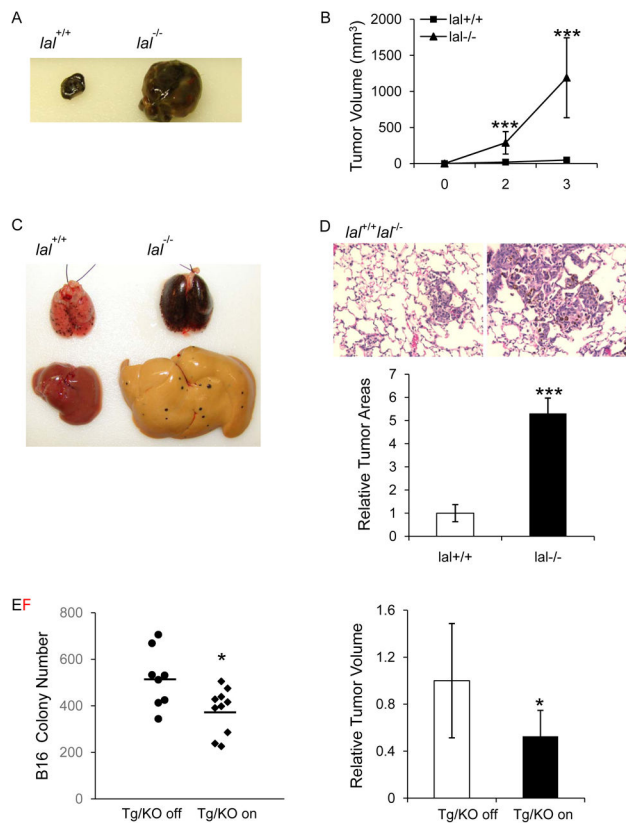 A
lal+/+ lal-/-
B
lal+/+
lal-/-
Tumor Volume (mm3)
2000
1500
1000
500
0
***
***
0 2 3
C
lal+/+ lal-/-
D
lal+/+lal-/-
Relative Tumor Areas
7
6
5
4
3
2
1
0
***
lal+/+ lal-/-
EF
B16 Colony Number
800
600
400
200
0
*
Tg/KO off Tg/KO on
Relative Tumor Volume
1.6
1.2
0.8
0.4
0
*
Tg/KO off Tg/KO on